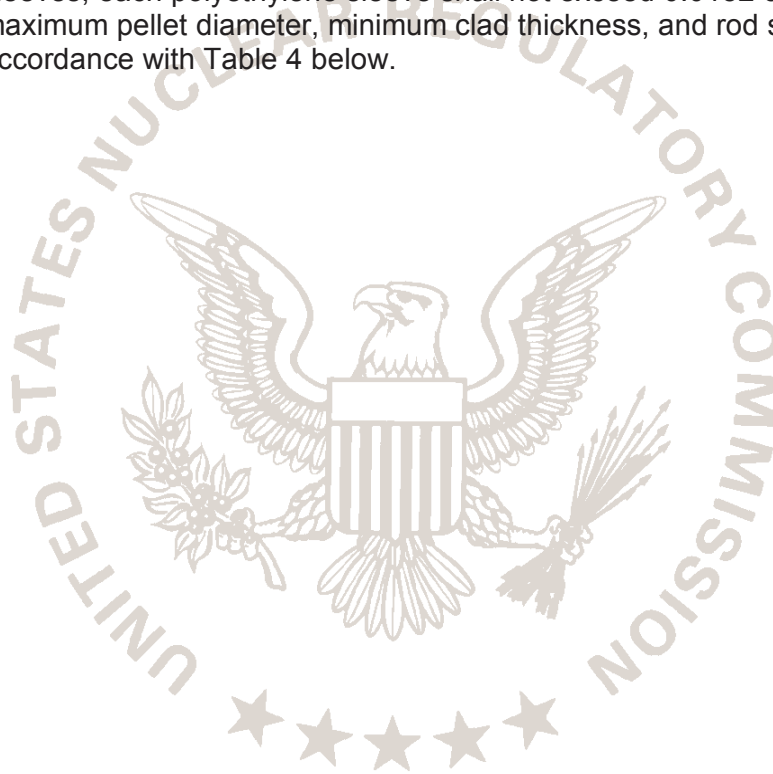 each polyethylene sleeve shall not exceed
maximum pellet diameter, minimum clad thickness, and rod
accordance with Table 4 below.
UNITED STATES NUCLEAR REGULATORY COMMISSION